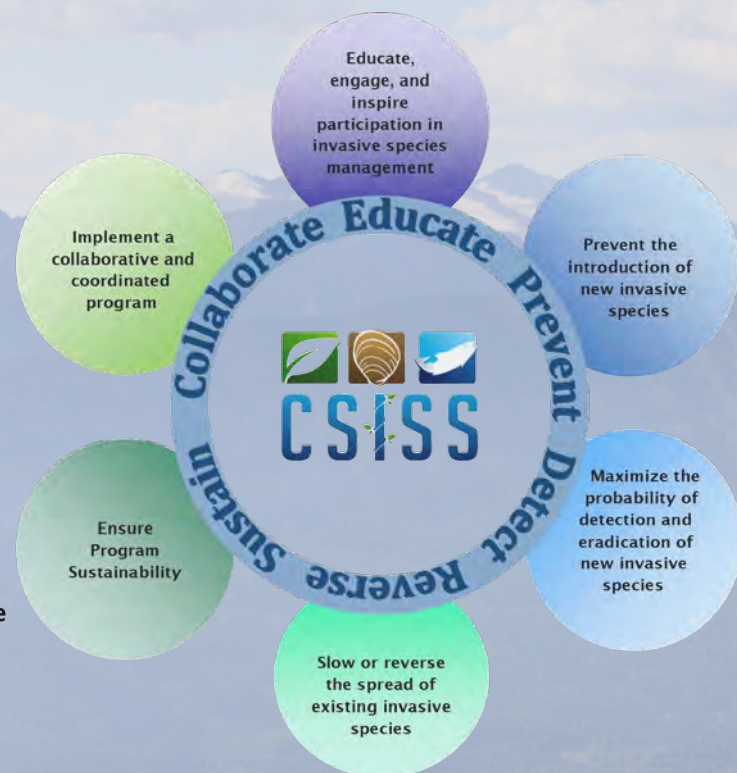 Educate,
engage, and
inspire
participation in
invasive species
management
Prevent the
introduction of
new invasive
species
Maximize the
probability of
detection and
eradication of
new invasive
species
Slow or reverse
the spread of
existing invasive
species
Ensure
Program
Sustainability
Implement a
collaborative and
coordinated
program
Collaborate Educate Prevent Detect Reverse Sustain
CSISS
e